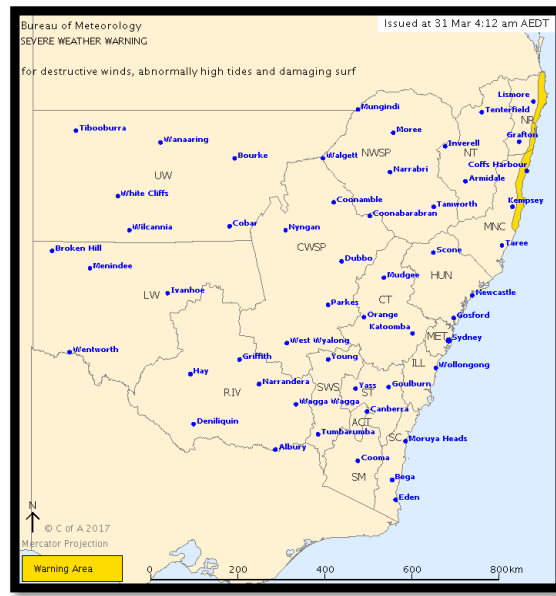 Bureau of Meteorology
Issued at 31 Mar 4:12 am AEDT
SEVERE WEATHER WARNING
for destructive winds, abnormally high tides and damaging surf
Lismore
Mungindi
Tenterfield
NR
Tibooburra
Moree
Wanaaring
Grafton
Inverell
NT
Bourke
Walgett
NWSP
Coffs Harbour
UW
Narrabri
Armidale
White Cliffs
Coonamble
Tamworth
Kempsey
Coonabarabran
Wilcannia
Cobar
Nyngan
MNC
CWSP
Taree
Broken Hill
Scone
Menindee
Dubbo
Mudgee
HUN
LW
Ivanhoe
Newcastle
CT
Parkes
Orange
Gosford
Katoomba
MET
Sydney
West Wyalong
Wentworth
Griffith
Young
ILL
Wollongong
Hay
Narrandera
SWS
Yass
Goulburn
RIV
ST
Wagga Wagga
Canberra
Deniliquin
ACT
Tumbarumba
SC
Moruya Heads
Albury
Cooma
SM
Bega
Eden
N
© C of A 2017
Mercator Projection
Warning Area
0 200 400 600 800km